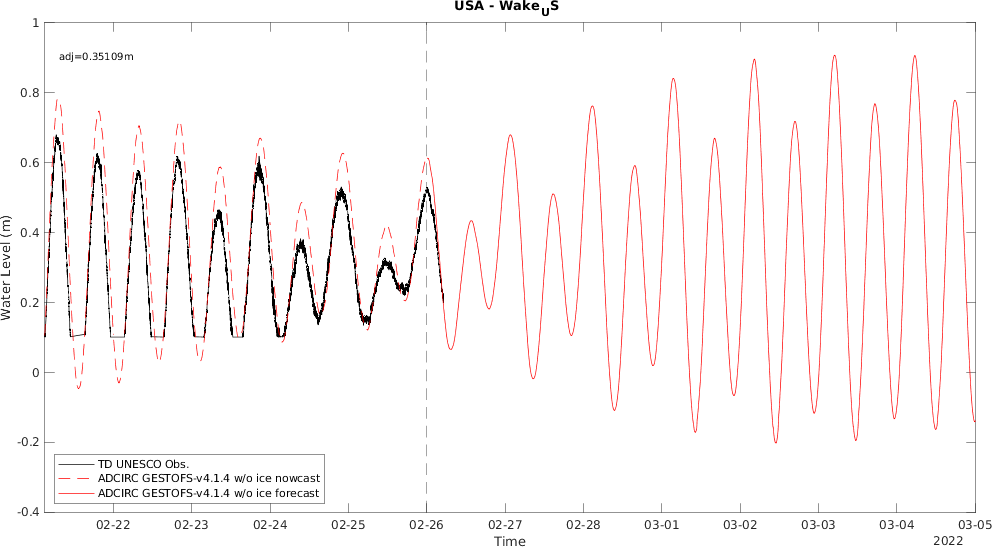 USA - Wake_US
adj=0.35109m
Water Level (m)
1
0.8
0.6
0.4
0.2
0
-0.2
-0.4
TD UNESCO Obs.
ADCIRC GESTOFS-v4.1.4 w/o ice nowcast
ADCIRC GESTOFS-v4.1.4 w/o ice forecast
02-22 02-23 02-24 02-25 02-26 02-27 02-28 03-01 03-02 03-03 03-04 03-05
Time
2022